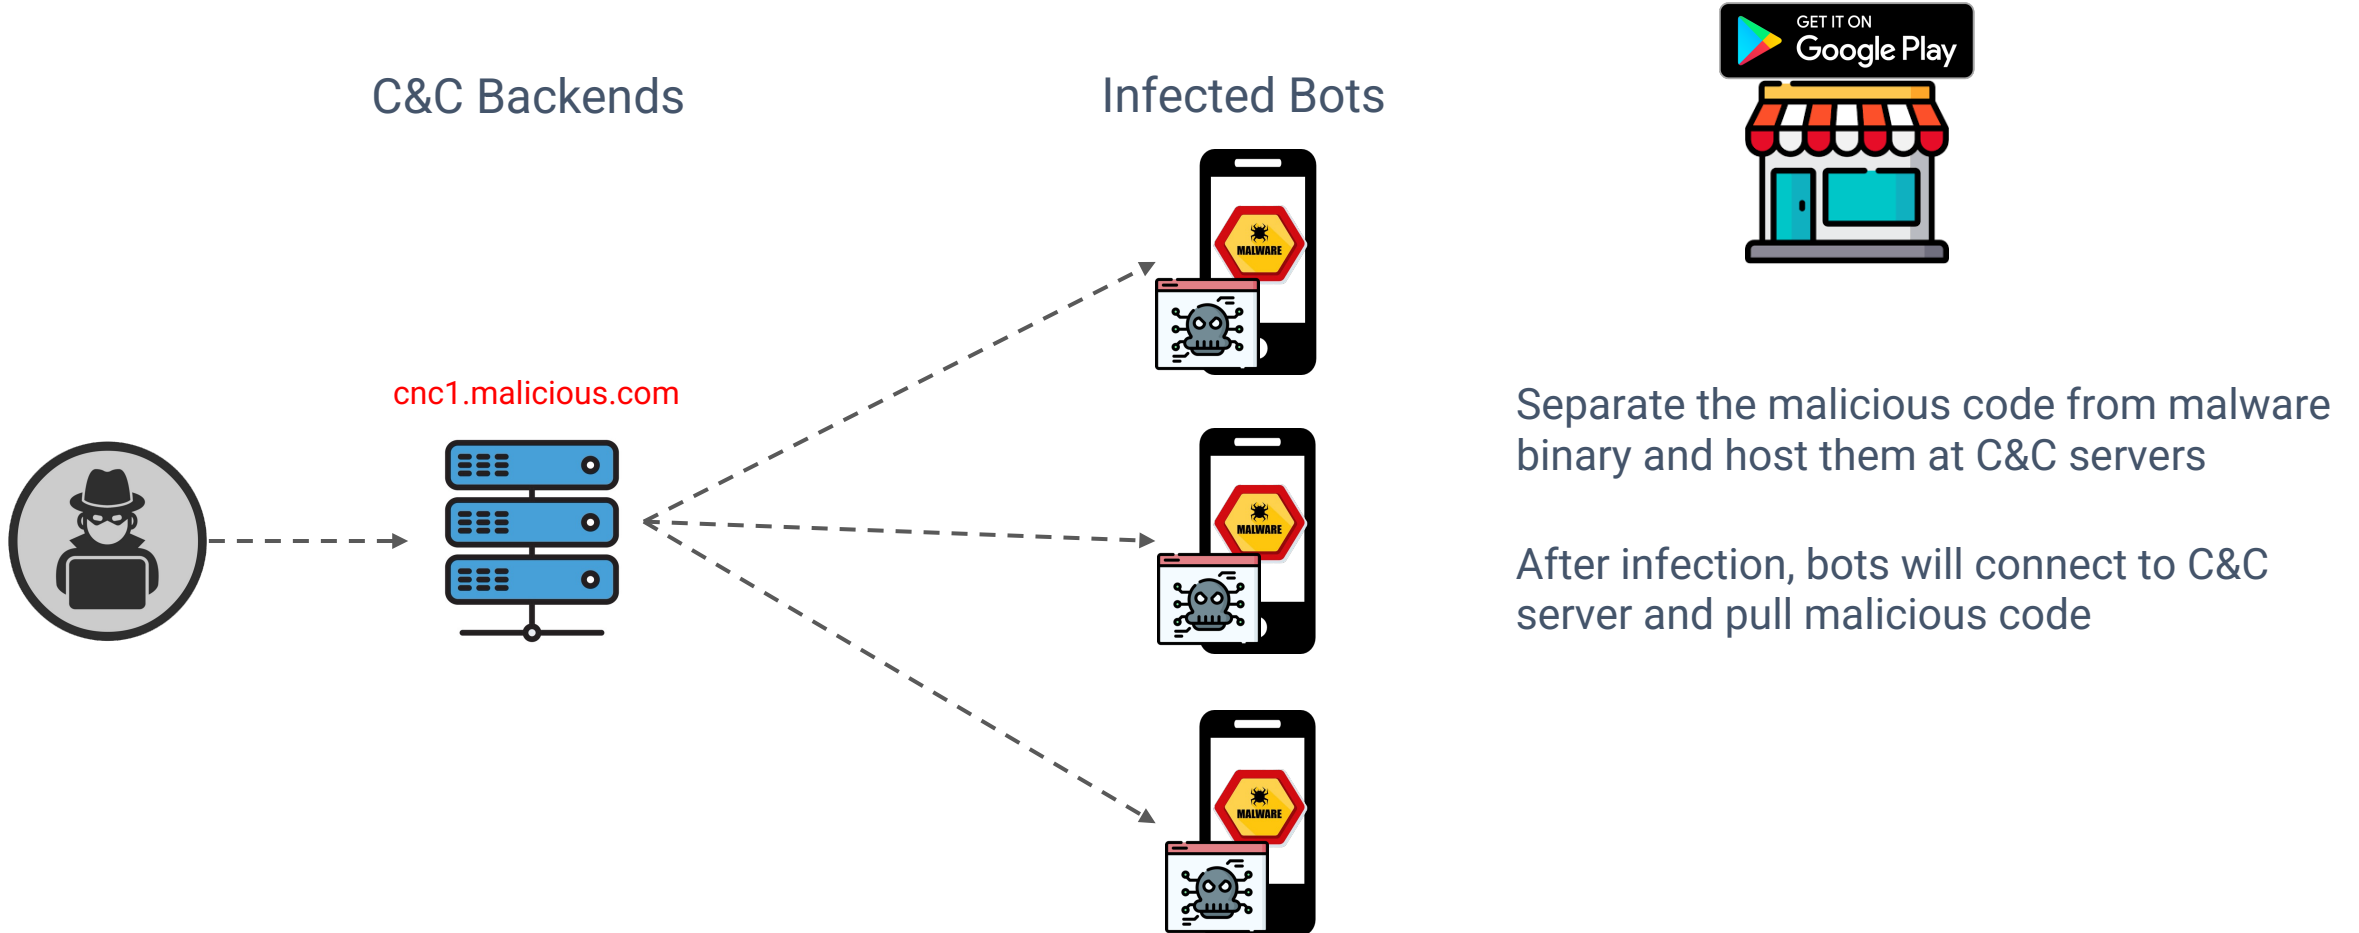 GET IT ON
Google Play
C&C Backends
Infected Bots
MALWARE
cnc1.malicious.com
Separate the malicious code from malware
binary and host them at C&C servers
MALWARE
After infection, bots will connect to C&C
server and pull malicious code
MALWARE